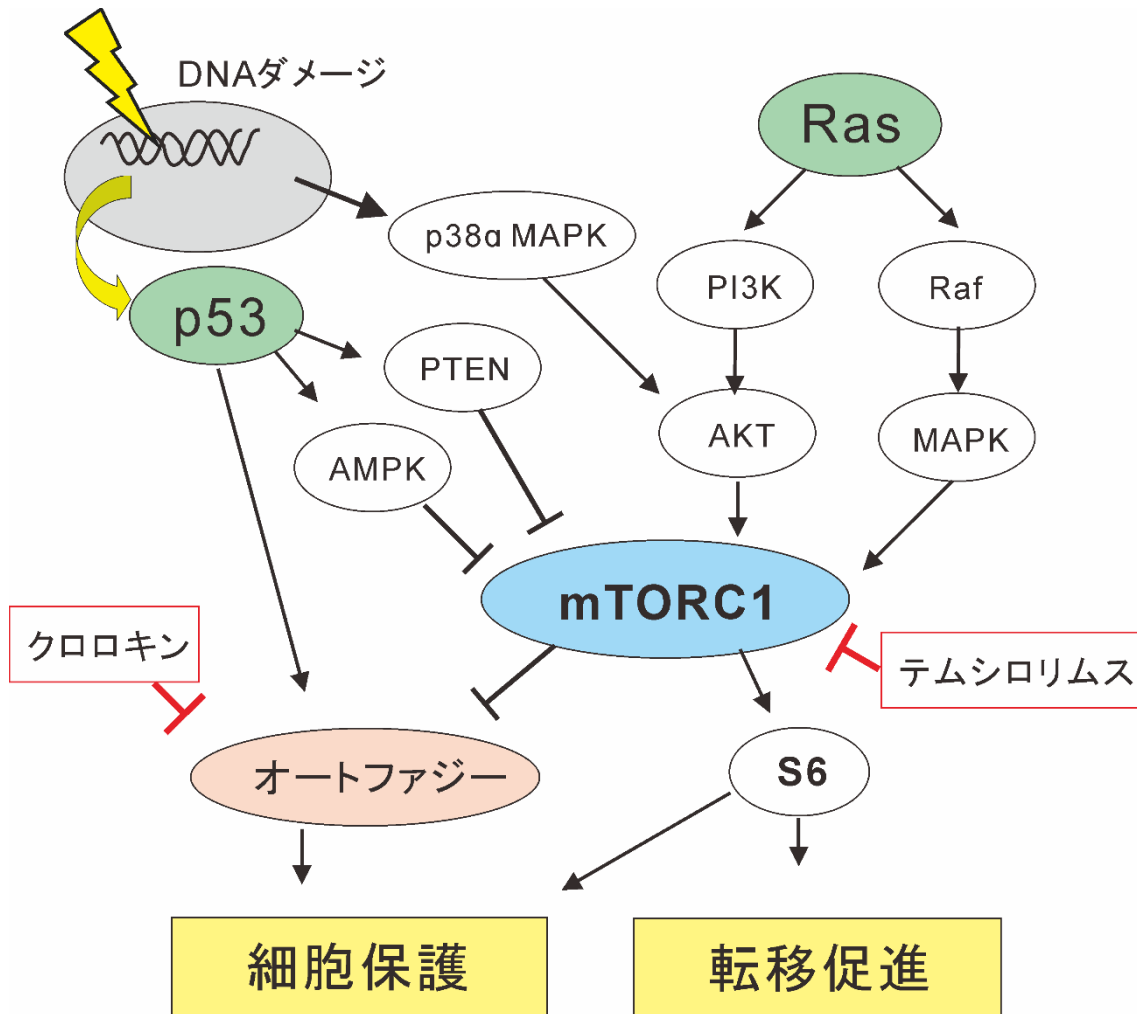 DNAダメージ
Ras
p38α MAPK
PI3K
Raf
p53
PTEN
AKT
MAPK
AMPK
mTORC1
クロロキン
テムシロリムス
オートファジー
S6
細胞保護
転移促進